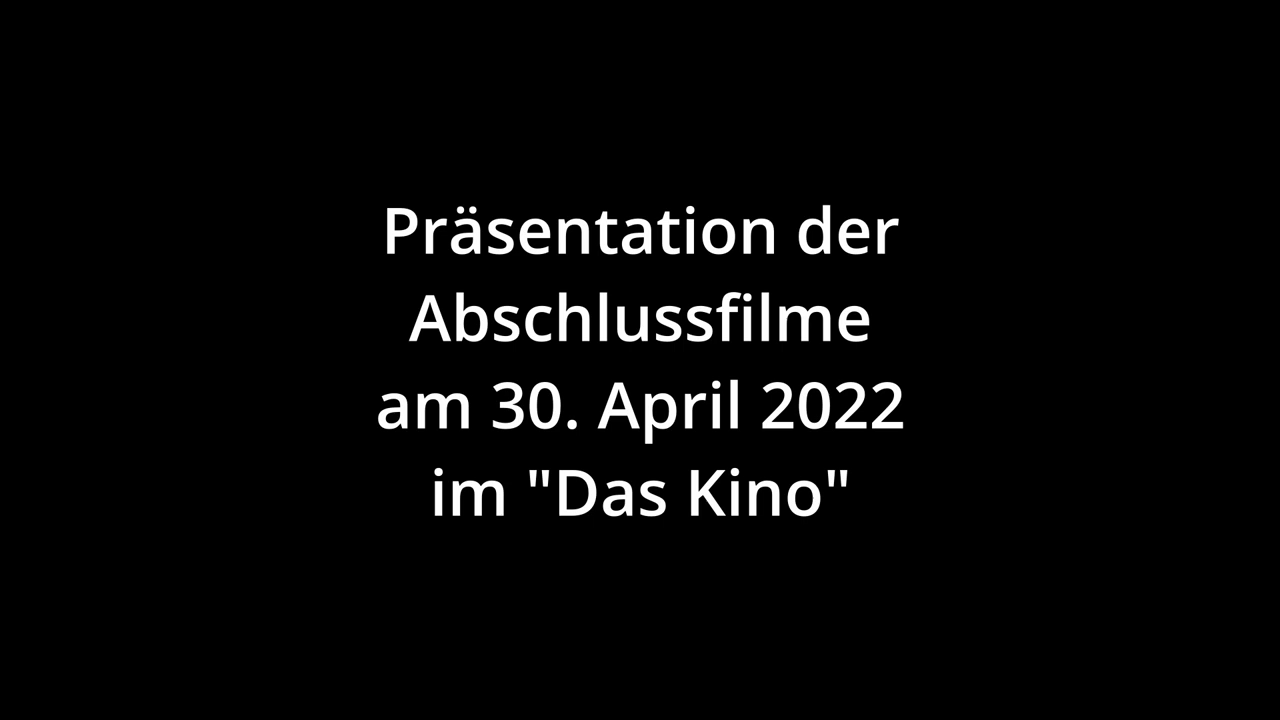 Präsentation der
Abschlussfilme
am 30. April 2022
im "Das Kino"